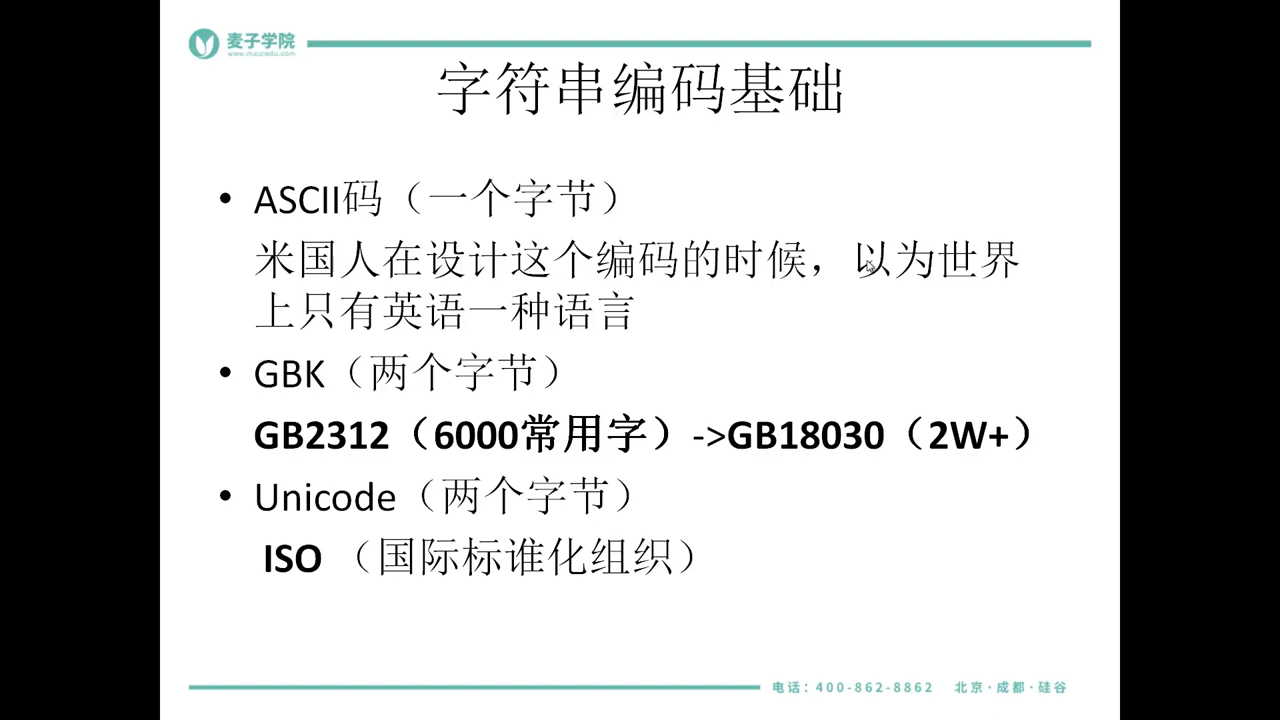 麦子学院
www.maiziedu.com
字符串编码基础
• ASCII码（一个字节）
米国人在设计这个编码的时候，以为世界
上只有英语一种语言
• GBK（两个字节）
GB2312（6000常用字）->GB18030（2W+）
• Unicode（两个字节）
ISO （国际标谁化组织）
电话：400-862-8862 北京·成都·硅谷